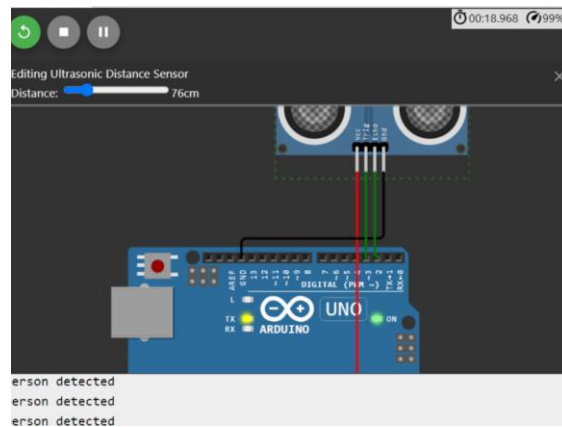 00:18.968 99%
Editing Ultrasonic Distance Sensor
Distance: 76cm
Vcc
Trig
Echo
Gnd
AREF
GND
13
12
~11
~10
~9
8
7
~6
~5
4
~3
2
TX→1
RX←0
DIGITAL (PWM ~)
L
TX
RX
ARDUINO
UNO
ON
erson detected
erson detected
erson detected